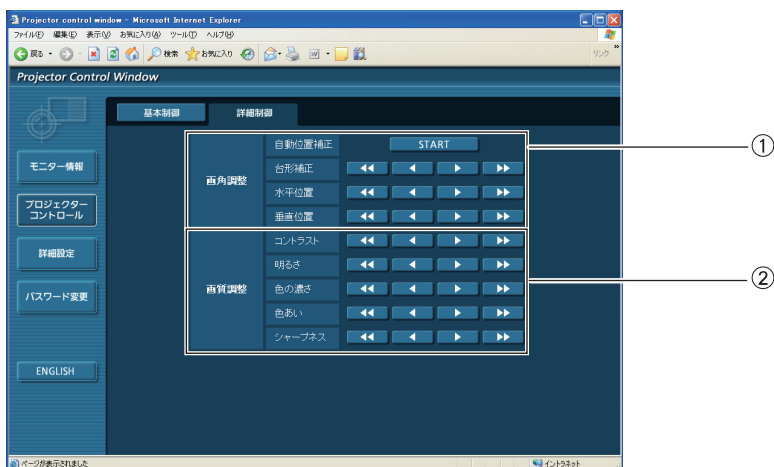 Projector control window - Microsoft Internet Explorer
ファイル(F) 編集(E) 表示(V) お気に入り(A) ツール(T) ヘルプ(H)
戻る 検索 お気に入り リンク »
Projector Control Window
基本制御 詳細制御
モニター情報
プロジェクター
コントロール
詳細設定
パスワード変更
ENGLISH
画角調整
自動位置補正 START
台形補正
水平位置
垂直位置
画質調整
コントラスト
明るさ
色の濃さ
色あい
シャープネス
①
②
ページが表示されました イントラネット